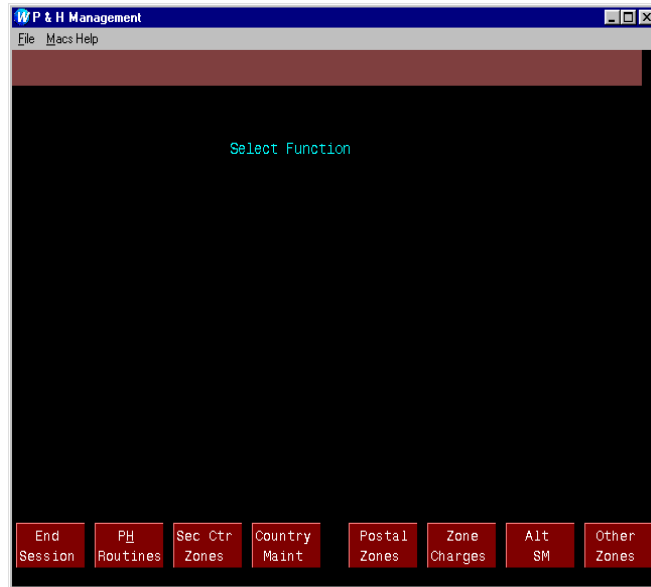 P & H Management
File Macs Help
Select Function
End PH Sec Ctr Country Postal Zone Alt Other
Session Routines Zones Maint Zones Charges SM Zones